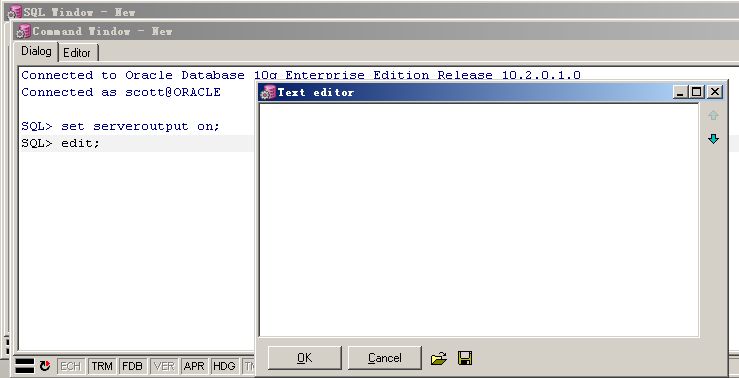 SQL Window - New
Command Window - New
Dialog Editor
Connected to Oracle Database 10g Enterprise Edition Release 10.2.0.1.0
Connected as scott@ORACLE
Text editor
SQL> set serveroutput on;
SQL> edit;
OK Cancel
ECH TRM FDB VER APR HDG